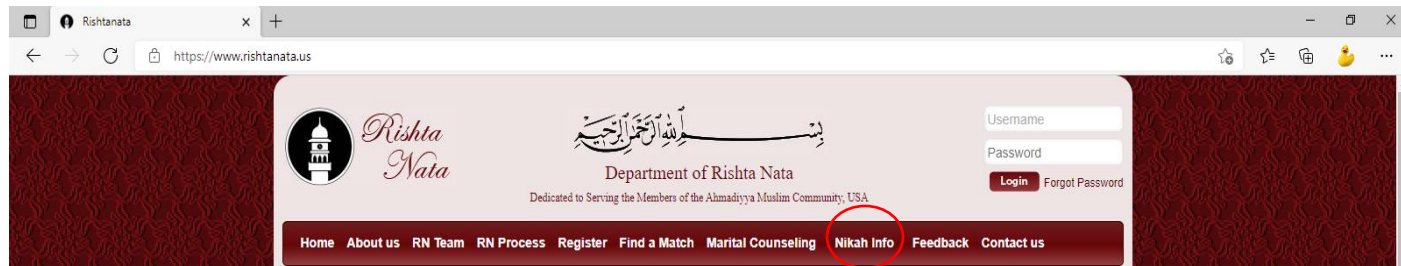 Rishtanata
https://www.rishtanata.us
Rishta
Nata
بِسْمِ اللّٰهِ الرَّحْمٰنِ الرَّحِيْمِ
Department of Rishta Nata
Dedicated to Serving the Members of the Ahmadiyya Muslim Community, USA
Username
Password
Login Forgot Password
Home About us RN Team RN Process Register Find a Match Marital Counseling Nikah Info Feedback Contact us